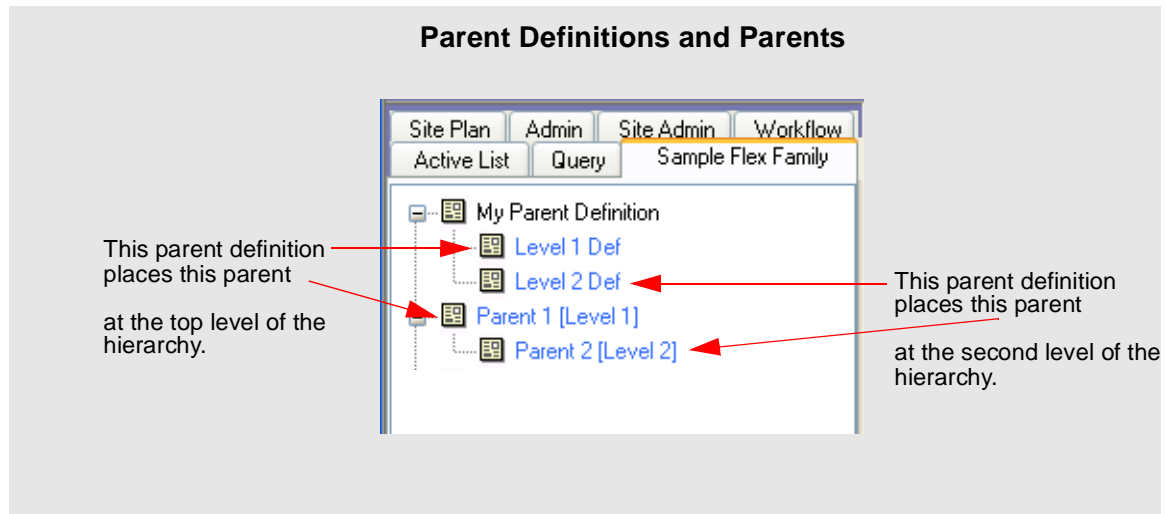 Parent Definitions and Parents
Site Plan Admin Site Admin Workflow
Active List Query Sample Flex Family
My Parent Definition
Level 1 Def
Level 2 Def
Parent 1 [Level 1]
Parent 2 [Level 2]
This parent definition
places this parent
at the top level of the
hierarchy.
This parent definition
places this parent
at the second level of the
hierarchy.